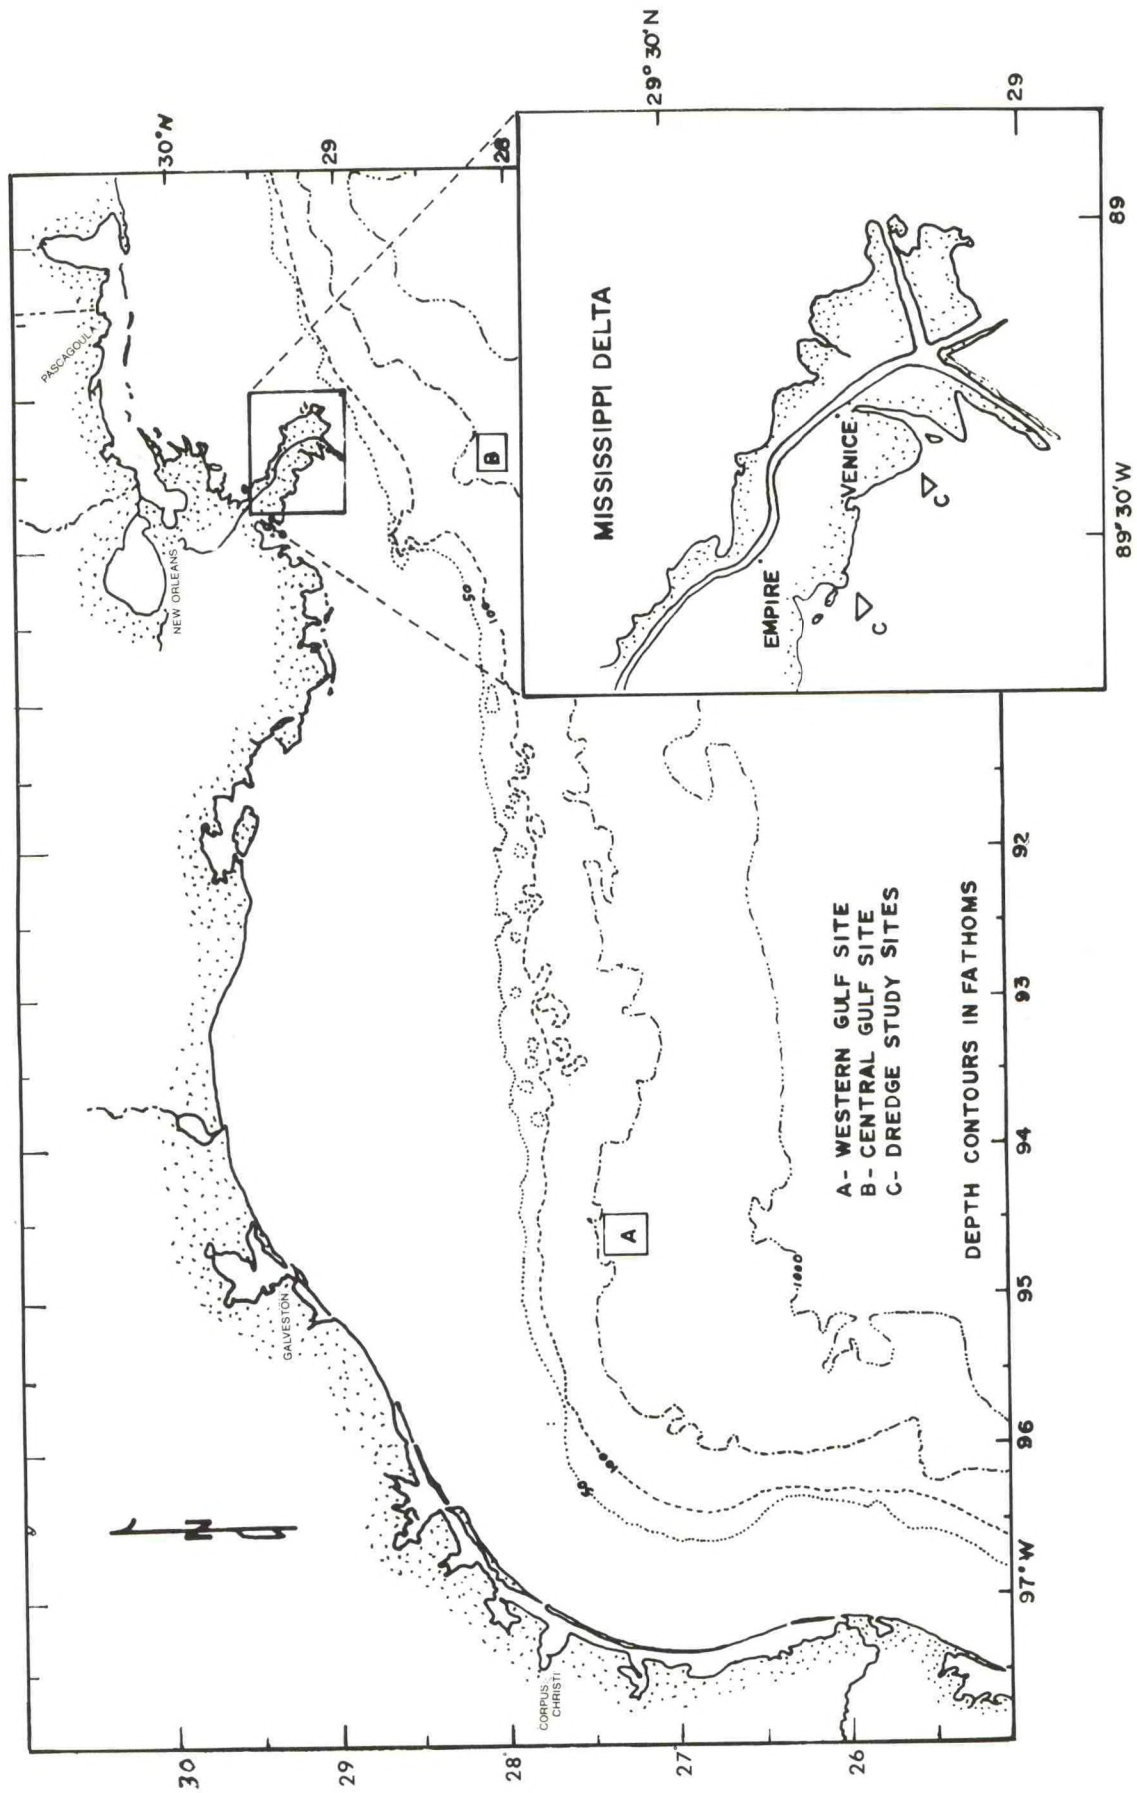 PASCAGOULA
NEW ORLEANS
GALVESTON
CORPUS
CHRISTI
N
30
29
28
27
26
30°N
29
28
97°W
96
95
94
93
92
50
100
50
100
1000
A
B
A- WESTERN GULF SITE
B- CENTRAL GULF SITE
C- DREDGE STUDY SITES
DEPTH CONTOURS IN FATHOMS
MISSISSIPPI DELTA
EMPIRE
VENICE
C
C
29°30'N
29
89°30'W
89